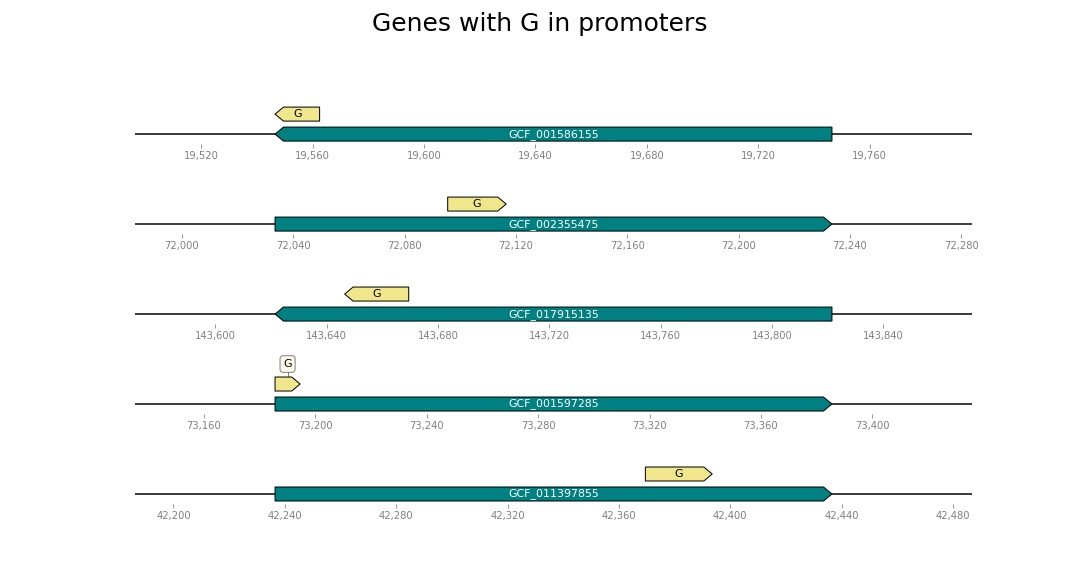 Genes with G in promoters
G
GCF_001586155
19,520 19,560 19,600 19,640 19,680 19,720 19,760
G
GCF_002355475
72,000 72,040 72,080 72,120 72,160 72,200 72,240 72,280
G
GCF_017915135
143,600 143,640 143,680 143,720 143,760 143,800 143,840
G
GCF_001597285
73,160 73,200 73,240 73,280 73,320 73,360 73,400
G
GCF_011397855
42,200 42,240 42,280 42,320 42,360 42,400 42,440 42,480